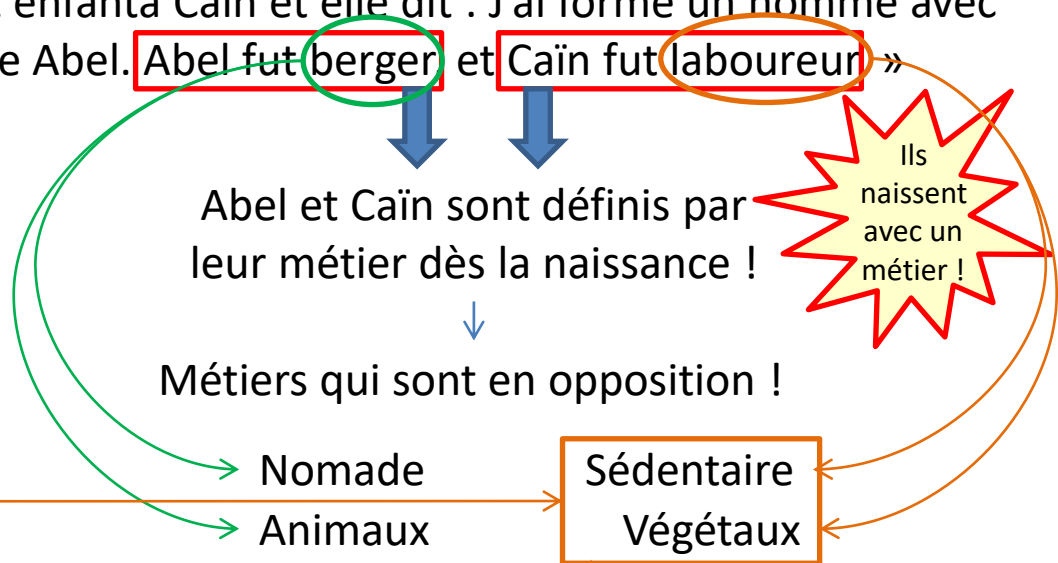 enfanta Caïn et elle dit : J'ai formé un homme avec
e Abel. Abel fut berger et Caïn fut laboureur »
Ils
naissent
avec un
métier !
Abel et Caïn sont définis par
leur métier dès la naissance !
Métiers qui sont en opposition !
Nomade Sédentaire
Animaux Végétaux